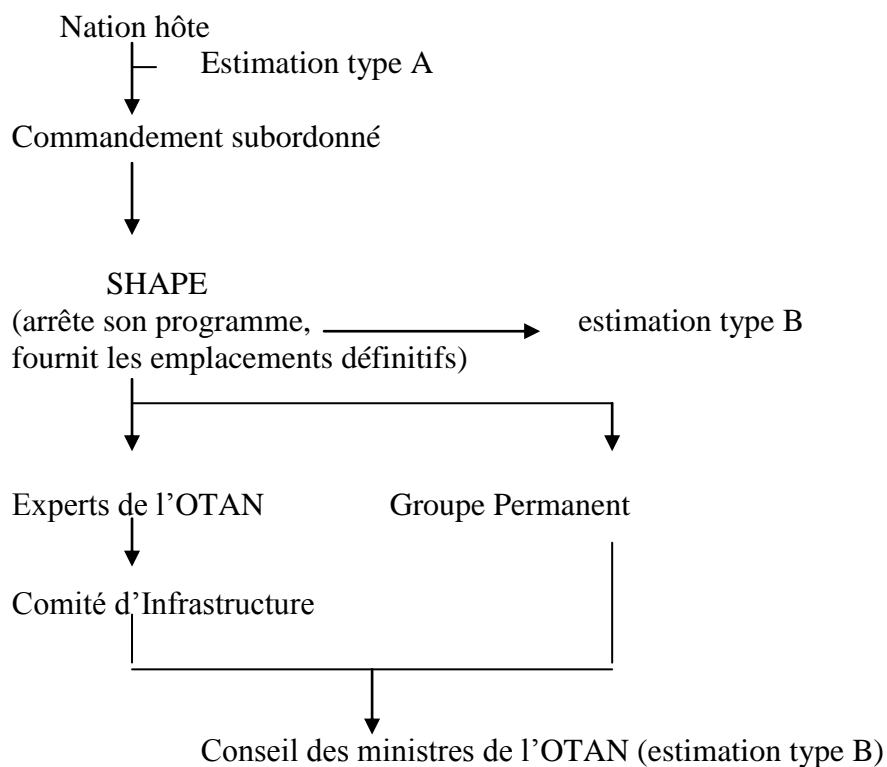 Nation hôte
Estimation type A
Commandement subordonné
SHAPE
(arrête son programme,
estimation type B
fournit les emplacements définitifs)
Experts de l’OTAN
Groupe Permanent
Comité d’Infrastructure
Conseil des ministres de l’OTAN (estimation type B)